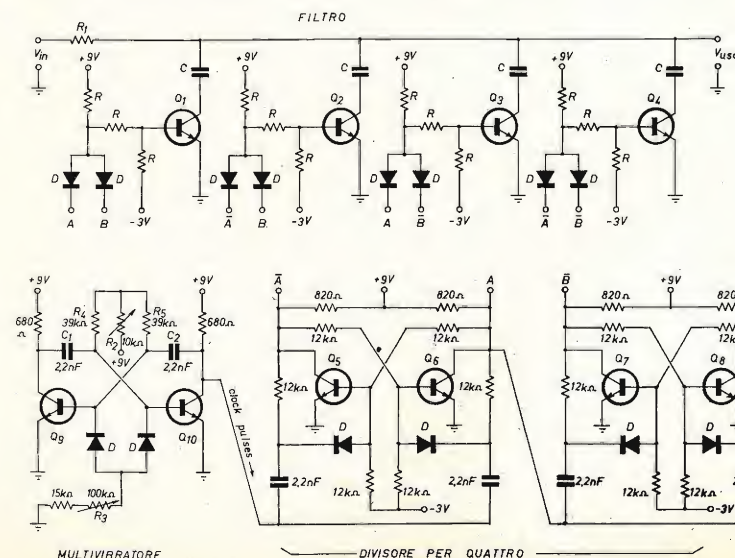 FILTRO
R1
Vin
Vusc
+9V
+9V
+9V
+9V
C
C
C
C
R
Q1
R
Q2
R
Q3
R
Q4
R
R
R
R
R
R
R
R
D
D
D
D
D
D
D
D
A
B
-3V
A̅
B
-3V
A
B̅
-3V
A̅
B̅
-3V
+9V
+9V
A̅
+9V
A
B̅
+9V
680Ω
R4
39kΩ
R2
10kΩ
+9V
R5
39kΩ
680Ω
C1
2,2nF
C2
2,2nF
820Ω
820Ω
820Ω
820Ω
12kΩ
12kΩ
12kΩ
12kΩ
Q9
Q10
Q5
Q6
Q7
Q8
12kΩ
12kΩ
12kΩ
D
D
D
D
D
D
clock pulses
2,2nF
12kΩ
12kΩ
2,2nF
2,2nF
12kΩ
12kΩ
-3V
-3V
15kΩ
100kΩ
R3
MULTIVIBRATORE
DIVISORE PER QUATTRO